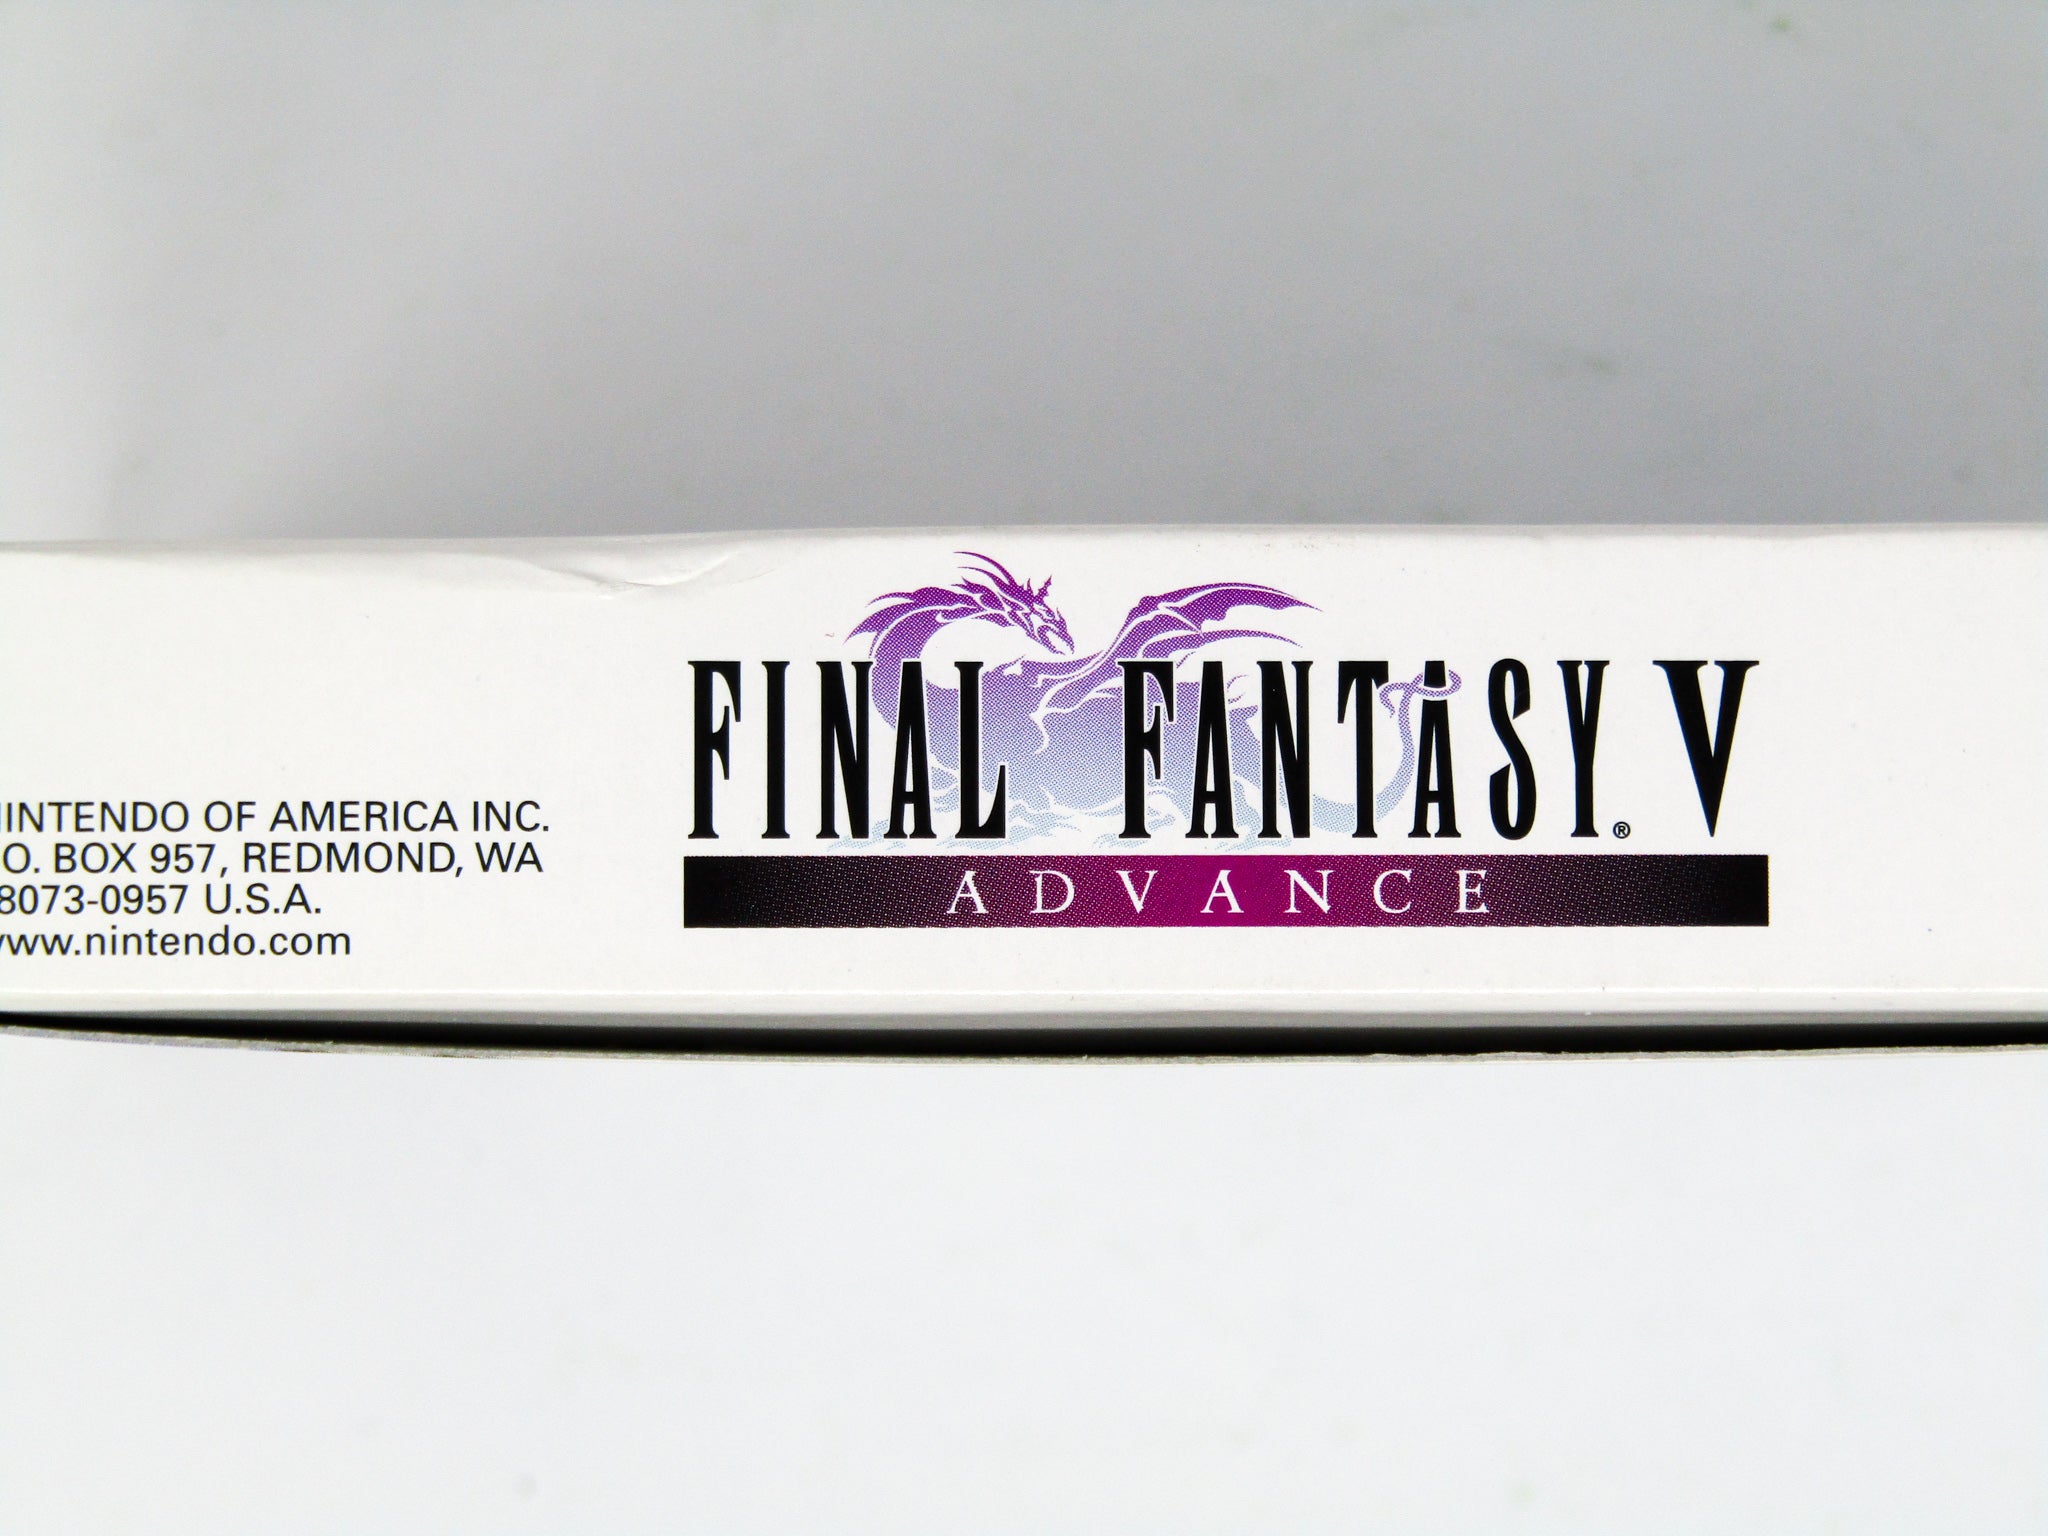 NINTENDO OF AMERICA INC.
O. BOX 957, REDMOND, WA
8073-0957 U.S.A.
www.nintendo.com
FINAL FANTASY® V
ADVANCE